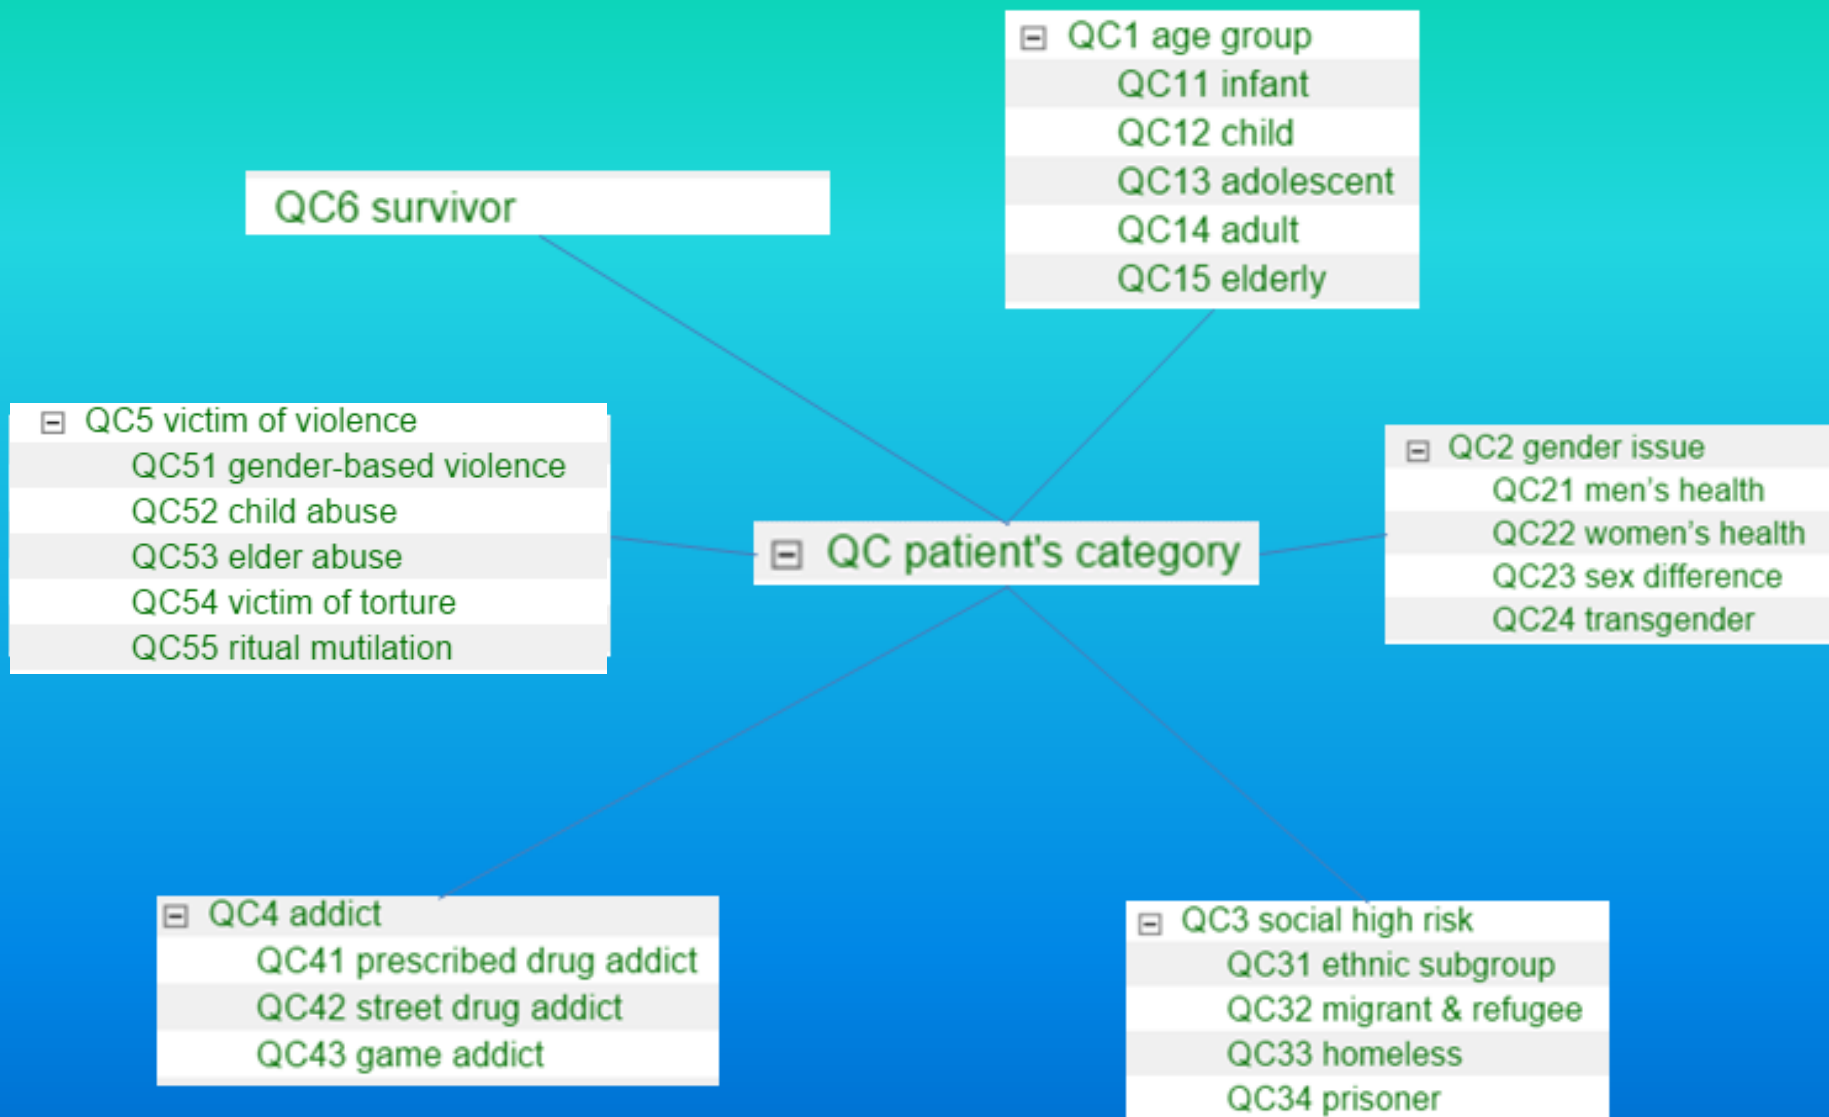 QC1 age group
QC11 infant
QC12 child
QC13 adolescent
QC14 adult
QC15 elderly
QC6 survivor
QC5 victim of violence
QC51 gender-based violence
QC52 child abuse
QC53 elder abuse
QC54 victim of torture
QC55 ritual mutilation
QC patient's category
QC2 gender issue
QC21 men’s health
QC22 women’s health
QC23 sex difference
QC24 transgender
QC4 addict
QC41 prescribed drug addict
QC42 street drug addict
QC43 game addict
QC3 social high risk
QC31 ethnic subgroup
QC32 migrant & refugee
QC33 homeless
QC34 prisoner